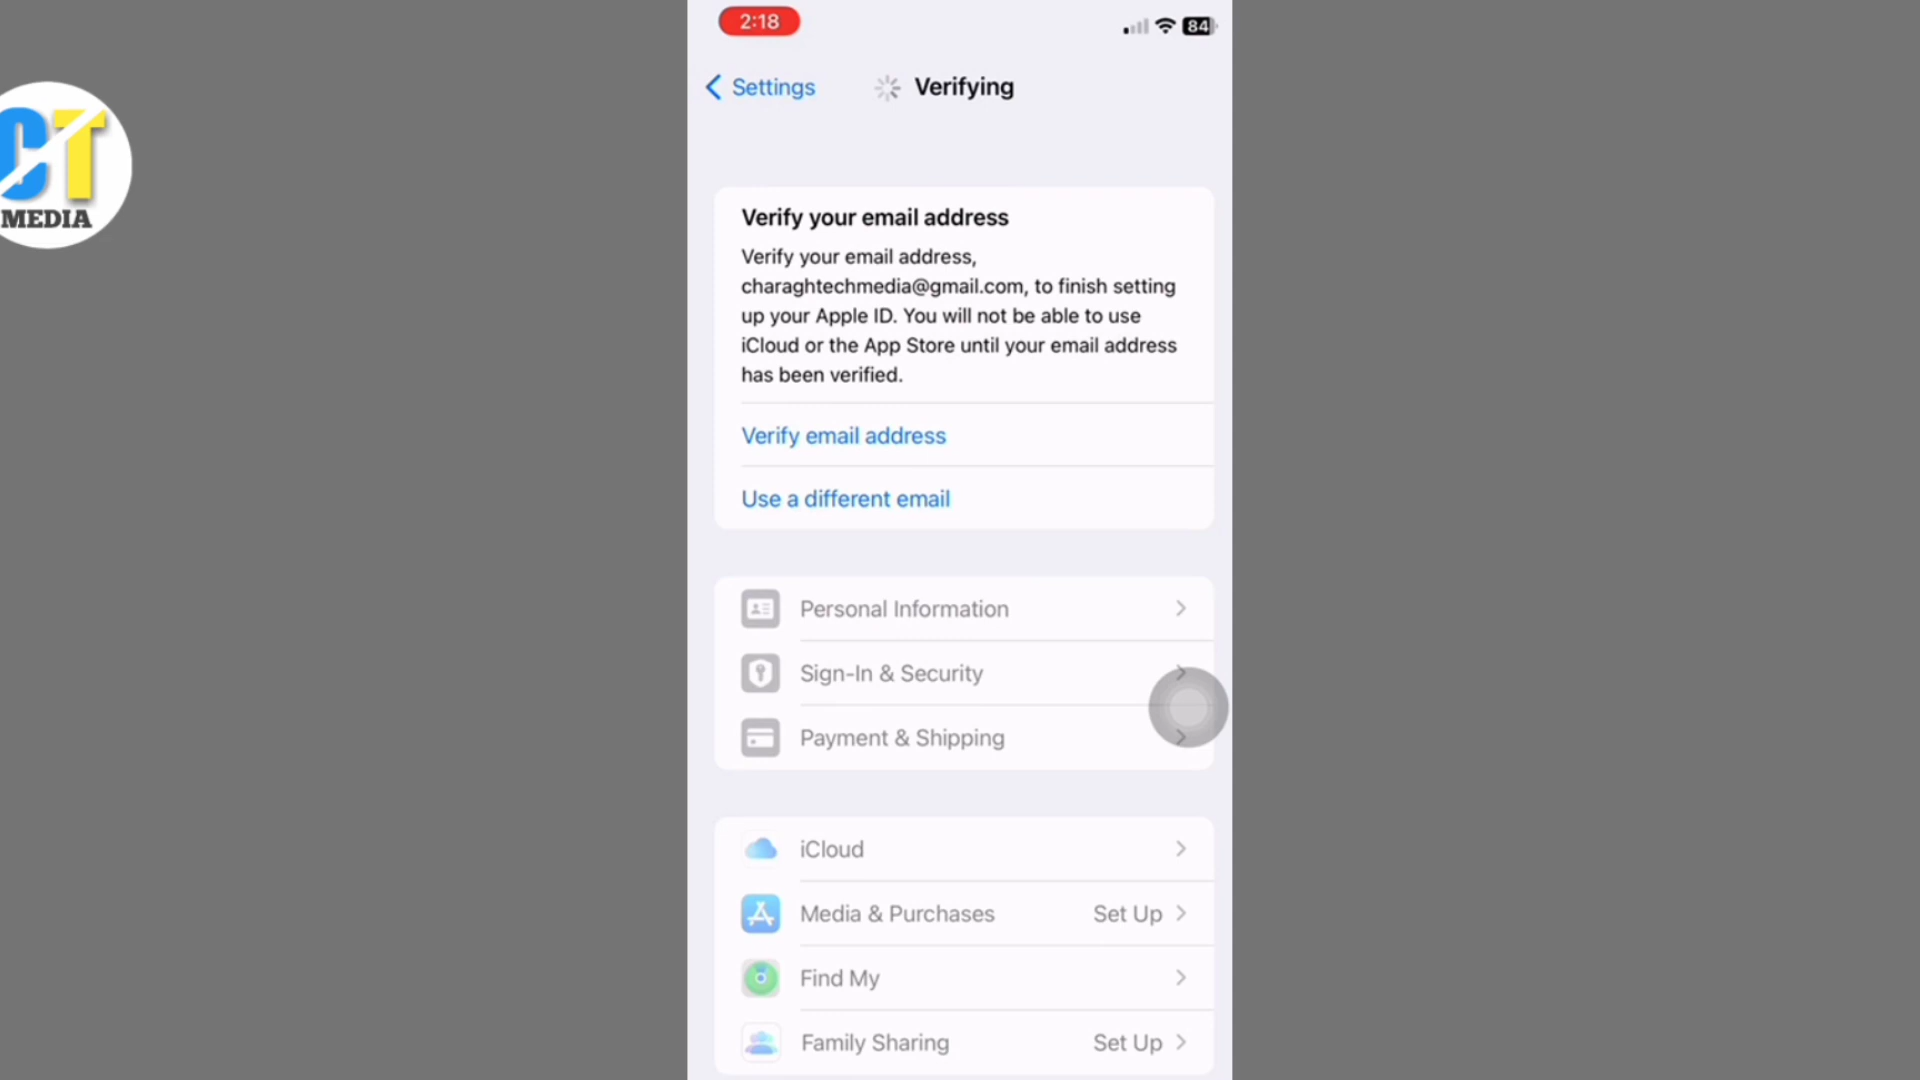 2:18
84
Settings
Verifying
CT
MEDIA
Verify your email address
Verify your email address,
charaghtechmedia@gmail.com, to finish setting
up your Apple ID. You will not be able to use
iCloud or the App Store until your email address
has been verified.
Verify email address
Use a different email
Personal Information
Sign-In & Security
Payment & Shipping
iCloud
Media & Purchases Set Up
Find My
Family Sharing Set Up